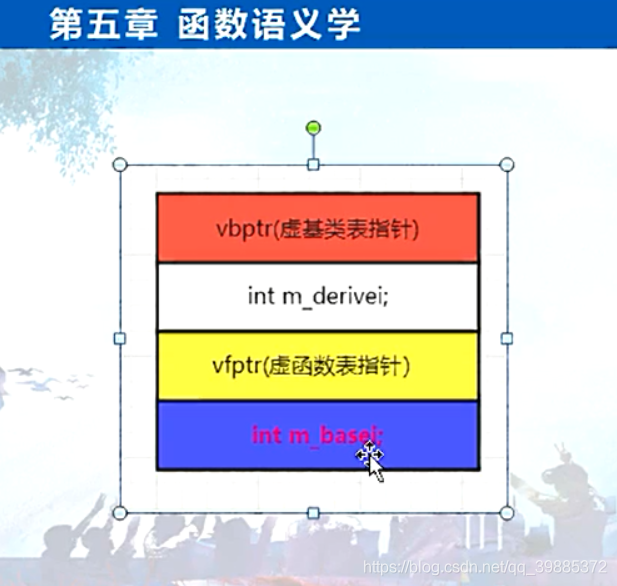 第五章 函数语义学
vbptr(虚基类表指针)
int m_derivei;
vfptr(虚函数表指针)
int m_basei;
https://blog.csdn.net/qq_39885372